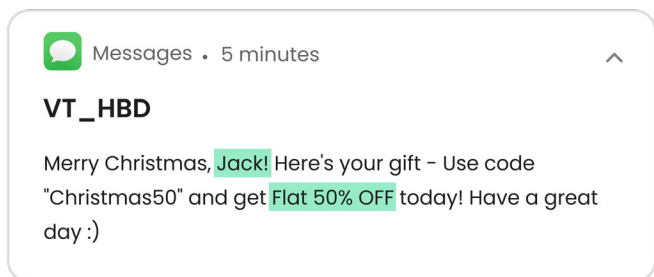 Messages • 5 minutes
VT_HBD
Merry Christmas, Jack! Here's your gift - Use code
"Christmas50" and get Flat 50% OFF today! Have a great
day :)